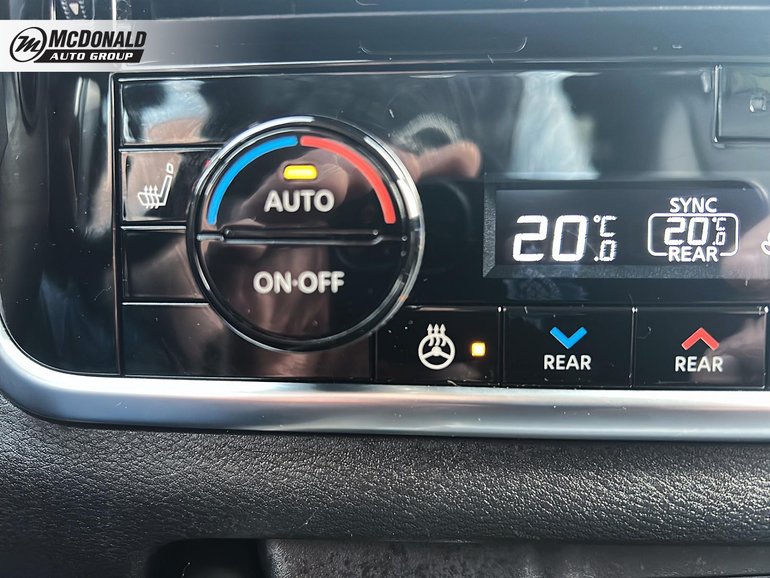 McDONALD
AUTO GROUP
AUTO
ON·OFF
20.0°C
SYNC
20.0°C
REAR
REAR
REAR